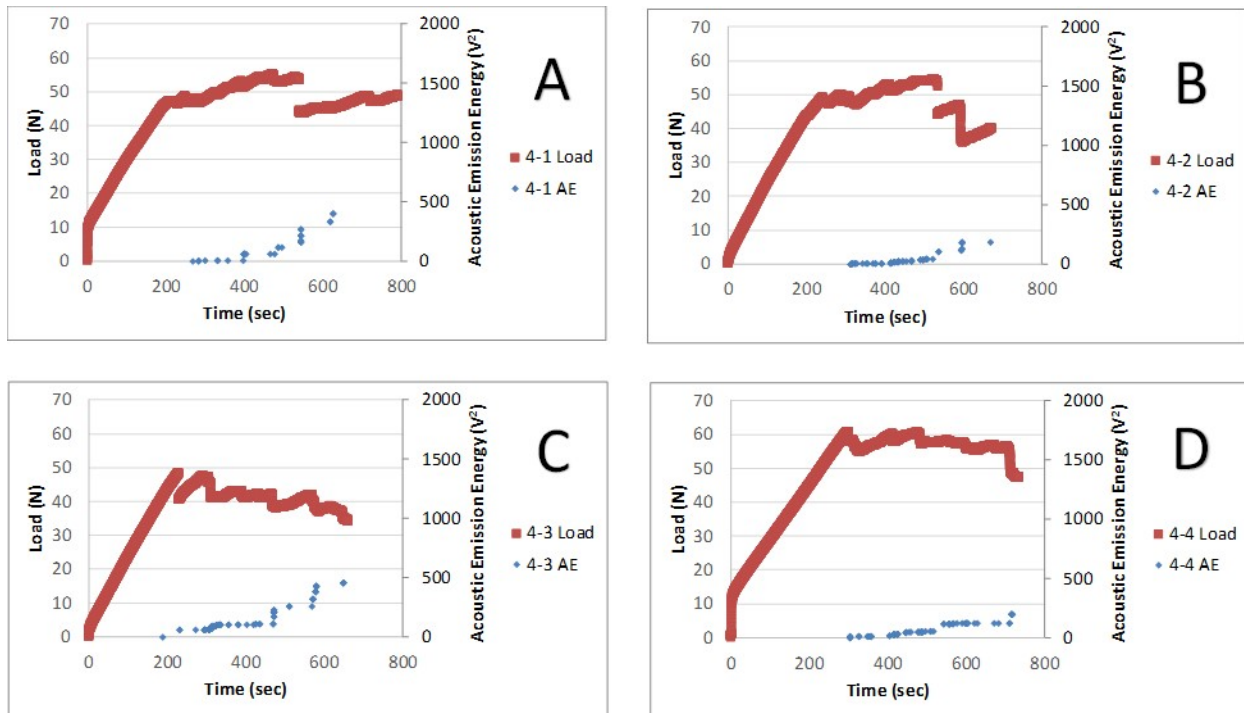 A
70
60
50
40
30
20
10
0
Load (N)
2000
1500
1000
500
0
Acoustic Emission Energy (V²)
4-1 Load
4-1 AE
0 200 400 600 800
Time (sec)
B
70
60
50
40
30
20
10
0
Load (N)
2000
1500
1000
500
0
Acoustic Emission Energy (V²)
4-2 Load
4-2 AE
0 200 400 600 800
Time (sec)
C
70
60
50
40
30
20
10
0
Load (N)
2000
1500
1000
500
0
Acoustic Emission Energy (V²)
4-3 Load
4-3 AE
0 200 400 600 800
Time (sec)
D
70
60
50
40
30
20
10
0
Load (N)
2000
1500
1000
500
0
Acoustic Emission Energy (V²)
4-4 Load
4-4 AE
0 200 400 600 800
Time (sec)